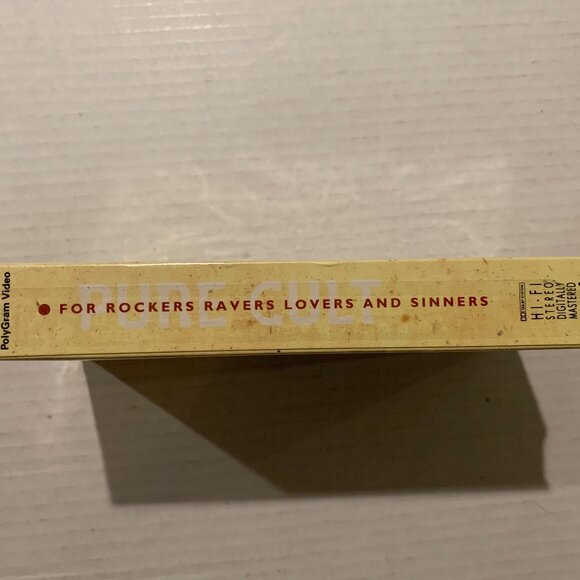 PolyGram Video
PURE CULT
FOR ROCKERS RAVERS LOVERS AND SINNERS
HI-FI
STEREO
DIGITALLY
MASTERED